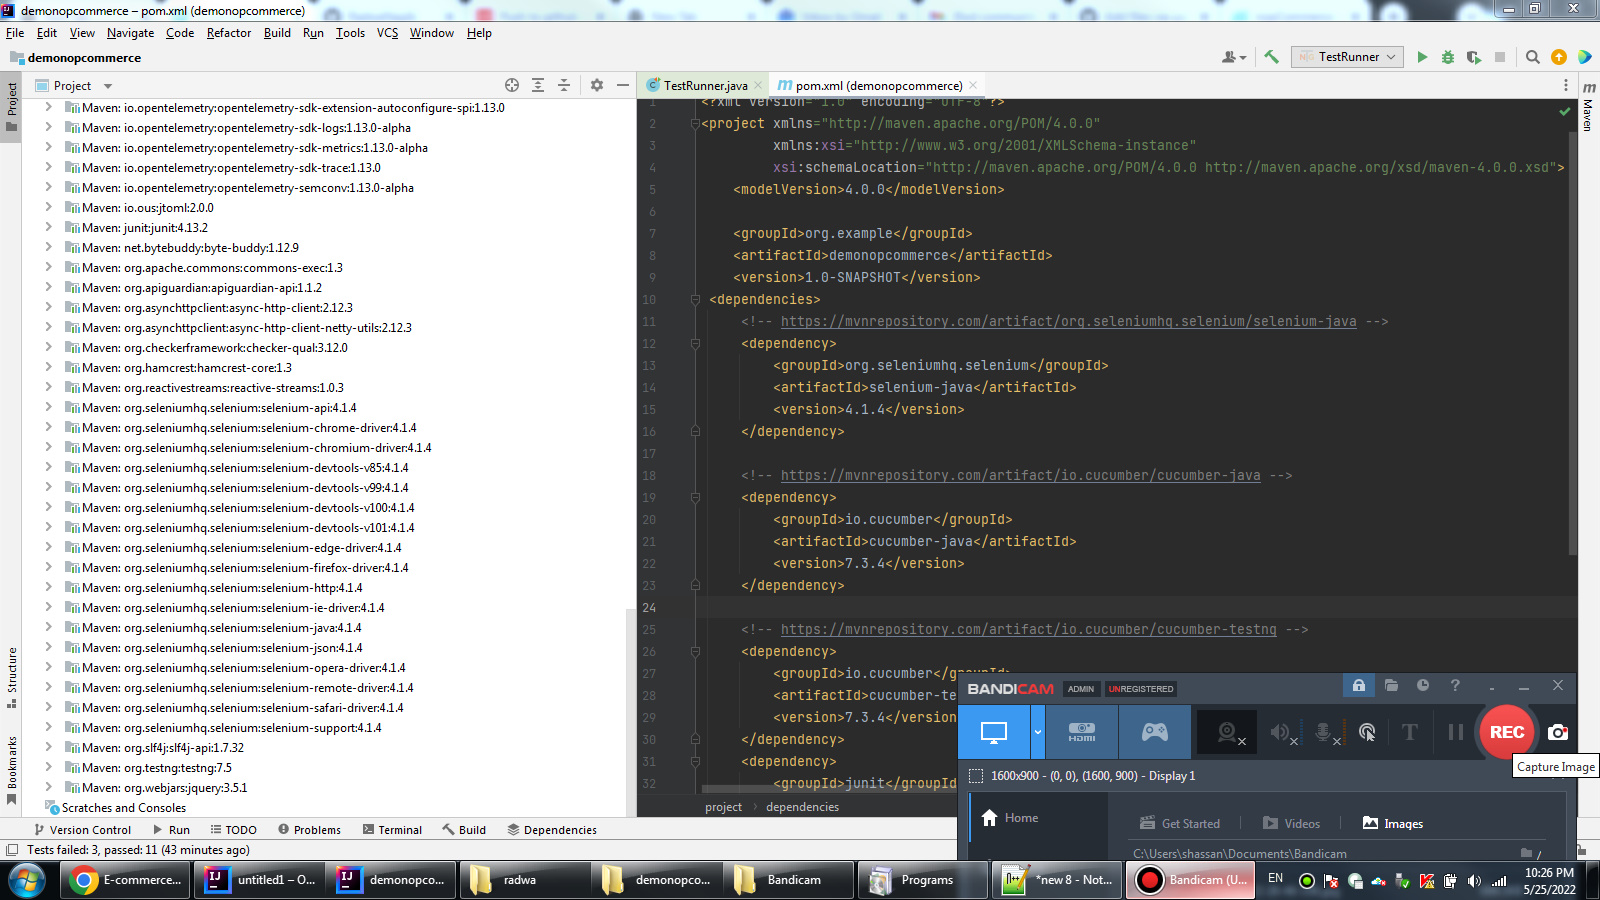 demonopcommerce – pom.xml (demonopcommerce)
File Edit View Navigate Code Refactor Build Run Tools VCS Window Help
demonopcommerce
TestRunner
Project
TestRunner.java
pom.xml (demonopcommerce)
Project
Structure
Bookmarks
Maven: io.opentelemetry:opentelemetry-sdk-extension-autoconfigure-spi:1.13.0
Maven: io.opentelemetry:opentelemetry-sdk-logs:1.13.0-alpha
Maven: io.opentelemetry:opentelemetry-sdk-metrics:1.13.0-alpha
Maven: io.opentelemetry:opentelemetry-sdk-trace:1.13.0
Maven: io.opentelemetry:opentelemetry-semconv:1.13.0-alpha
Maven: io.ous:jtoml:2.0.0
Maven: junit:junit:4.13.2
Maven: net.bytebuddy:byte-buddy:1.12.9
Maven: org.apache.commons:commons-exec:1.3
Maven: org.apiguardian:apiguardian-api:1.1.2
Maven: org.asynchttpclient:async-http-client:2.12.3
Maven: org.asynchttpclient:async-http-client-netty-utils:2.12.3
Maven: org.checkerframework:checker-qual:3.12.0
Maven: org.hamcrest:hamcrest-core:1.3
Maven: org.reactivestreams:reactive-streams:1.0.3
Maven: org.seleniumhq.selenium:selenium-api:4.1.4
Maven: org.seleniumhq.selenium:selenium-chrome-driver:4.1.4
Maven: org.seleniumhq.selenium:selenium-chromium-driver:4.1.4
Maven: org.seleniumhq.selenium:selenium-devtools-v85:4.1.4
Maven: org.seleniumhq.selenium:selenium-devtools-v99:4.1.4
Maven: org.seleniumhq.selenium:selenium-devtools-v100:4.1.4
Maven: org.seleniumhq.selenium:selenium-devtools-v101:4.1.4
Maven: org.seleniumhq.selenium:selenium-edge-driver:4.1.4
Maven: org.seleniumhq.selenium:selenium-firefox-driver:4.1.4
Maven: org.seleniumhq.selenium:selenium-http:4.1.4
Maven: org.seleniumhq.selenium:selenium-ie-driver:4.1.4
Maven: org.seleniumhq.selenium:selenium-java:4.1.4
Maven: org.seleniumhq.selenium:selenium-json:4.1.4
Maven: org.seleniumhq.selenium:selenium-opera-driver:4.1.4
Maven: org.seleniumhq.selenium:selenium-remote-driver:4.1.4
Maven: org.seleniumhq.selenium:selenium-safari-driver:4.1.4
Maven: org.seleniumhq.selenium:selenium-support:4.1.4
Maven: org.slf4j:slf4j-api:1.7.32
Maven: org.testng:testng:7.5
Maven: org.webjars:jquery:3.5.1
Scratches and Consoles
1 <?xml version="1.0" encoding="UTF-8"?>
2 <project xmlns="http://maven.apache.org/POM/4.0.0"
3 xmlns:xsi="http://www.w3.org/2001/XMLSchema-instance"
4 xsi:schemaLocation="http://maven.apache.org/POM/4.0.0 http://maven.apache.org/xsd/maven-4.0.0.xsd">
5 <modelVersion>4.0.0</modelVersion>
6
7 <groupId>org.example</groupId>
8 <artifactId>demonopcommerce</artifactId>
9 <version>1.0-SNAPSHOT</version>
10 <dependencies>
11 <!-- https://mvnrepository.com/artifact/org.seleniumhq.selenium/selenium-java -->
12 <dependency>
13 <groupId>org.seleniumhq.selenium</groupId>
14 <artifactId>selenium-java</artifactId>
15 <version>4.1.4</version>
16 </dependency>
17
18 <!-- https://mvnrepository.com/artifact/io.cucumber/cucumber-java -->
19 <dependency>
20 <groupId>io.cucumber</groupId>
21 <artifactId>cucumber-java</artifactId>
22 <version>7.3.4</version>
23 </dependency>
24
25 <!-- https://mvnrepository.com/artifact/io.cucumber/cucumber-testng -->
26 <dependency>
27 <groupId>io.cucumber</groupId>
28 <artifactId>cucumber-te
29 <version>7.3.4</version>
30 </dependency>
31 <dependency>
32 <groupId>junit</groupId>
project dependencies
Maven
BANDICAM ADMIN UNREGISTERED
HDMI
T
REC
Capture Image
1600x900 - (0, 0), (1600, 900) - Display 1
Home
Get Started Videos Images
C:\Users\shassan\Documents\Bandicam
Version Control Run TODO Problems Terminal Build Dependencies
Tests failed: 3, passed: 11 (43 minutes ago)
E-commerce...
untitled1 – O...
demonopco...
radwa
demonopco...
Bandicam
Programs
*new 8 - Not...
Bandicam (U...
EN
10:26 PM
5/25/2022